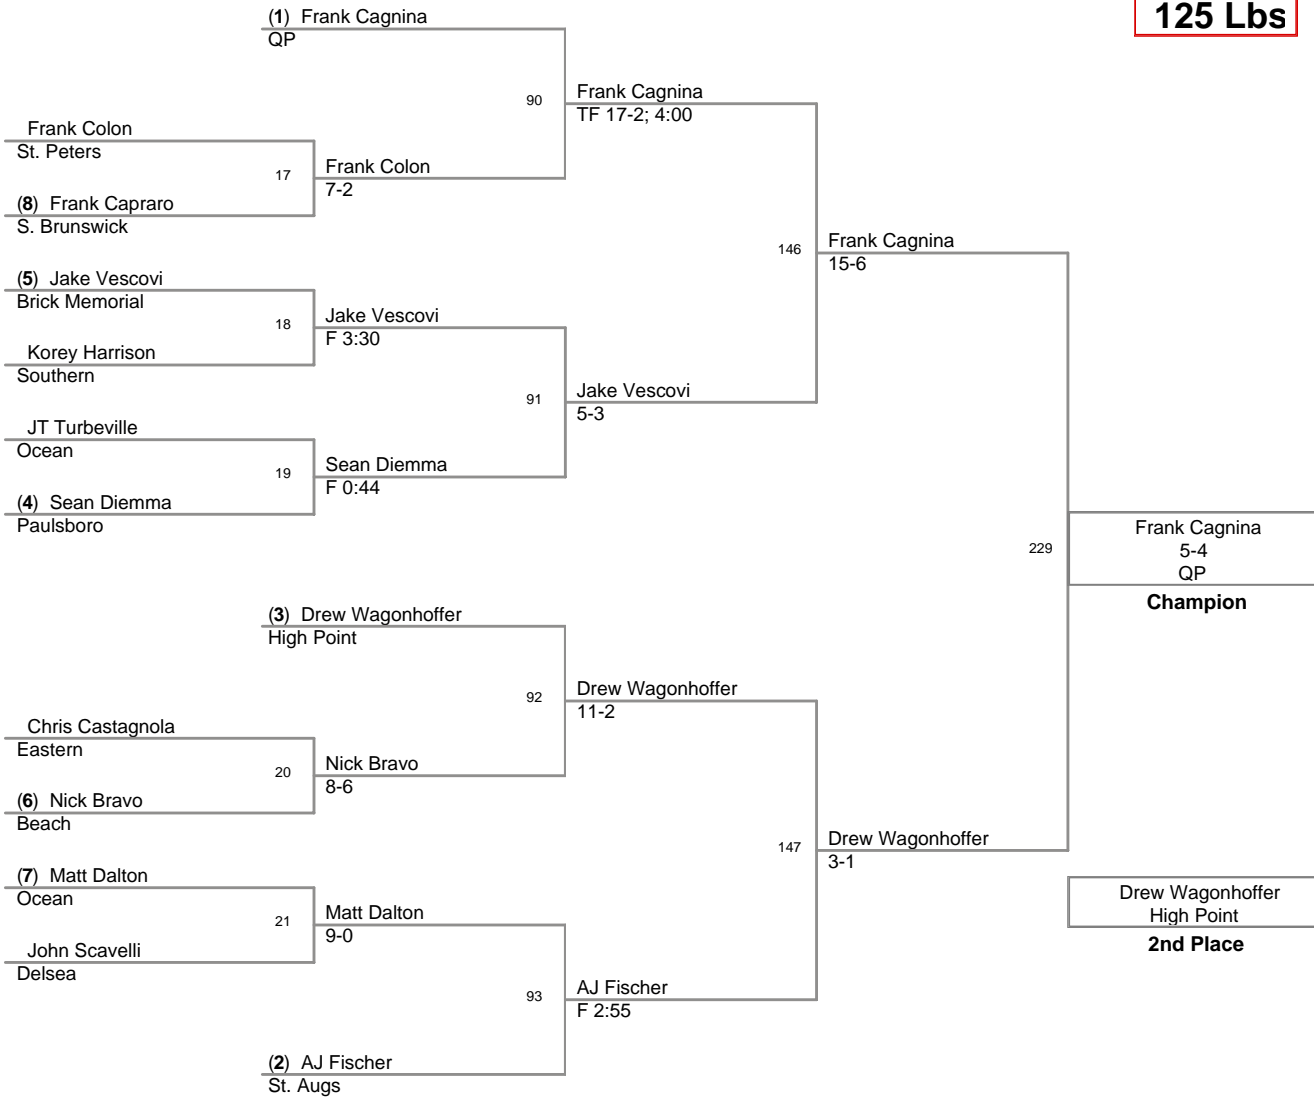 125 Lbs
(1) Frank Cagnina
QP
90
Frank Cagnina
TF 17-2; 4:00
Frank Colon
St. Peters
17
Frank Colon
7-2
(8) Frank Capraro
S. Brunswick
146
Frank Cagnina
15-6
(5) Jake Vescovi
Brick Memorial
18
Jake Vescovi
F 3:30
Korey Harrison
Southern
91
Jake Vescovi
5-3
JT Turbeville
Ocean
19
Sean Diemma
F 0:44
(4) Sean Diemma
Paulsboro
229
Frank Cagnina
5-4
QP
Champion
(3) Drew Wagonhoffer
High Point
92
Drew Wagonhoffer
11-2
Chris Castagnola
Eastern
20
Nick Bravo
8-6
(6) Nick Bravo
Beach
147
Drew Wagonhoffer
3-1
(7) Matt Dalton
Ocean
21
Matt Dalton
9-0
John Scavelli
Delsea
93
AJ Fischer
F 2:55
(2) AJ Fischer
St. Augs
Drew Wagonhoffer
High Point
2nd Place